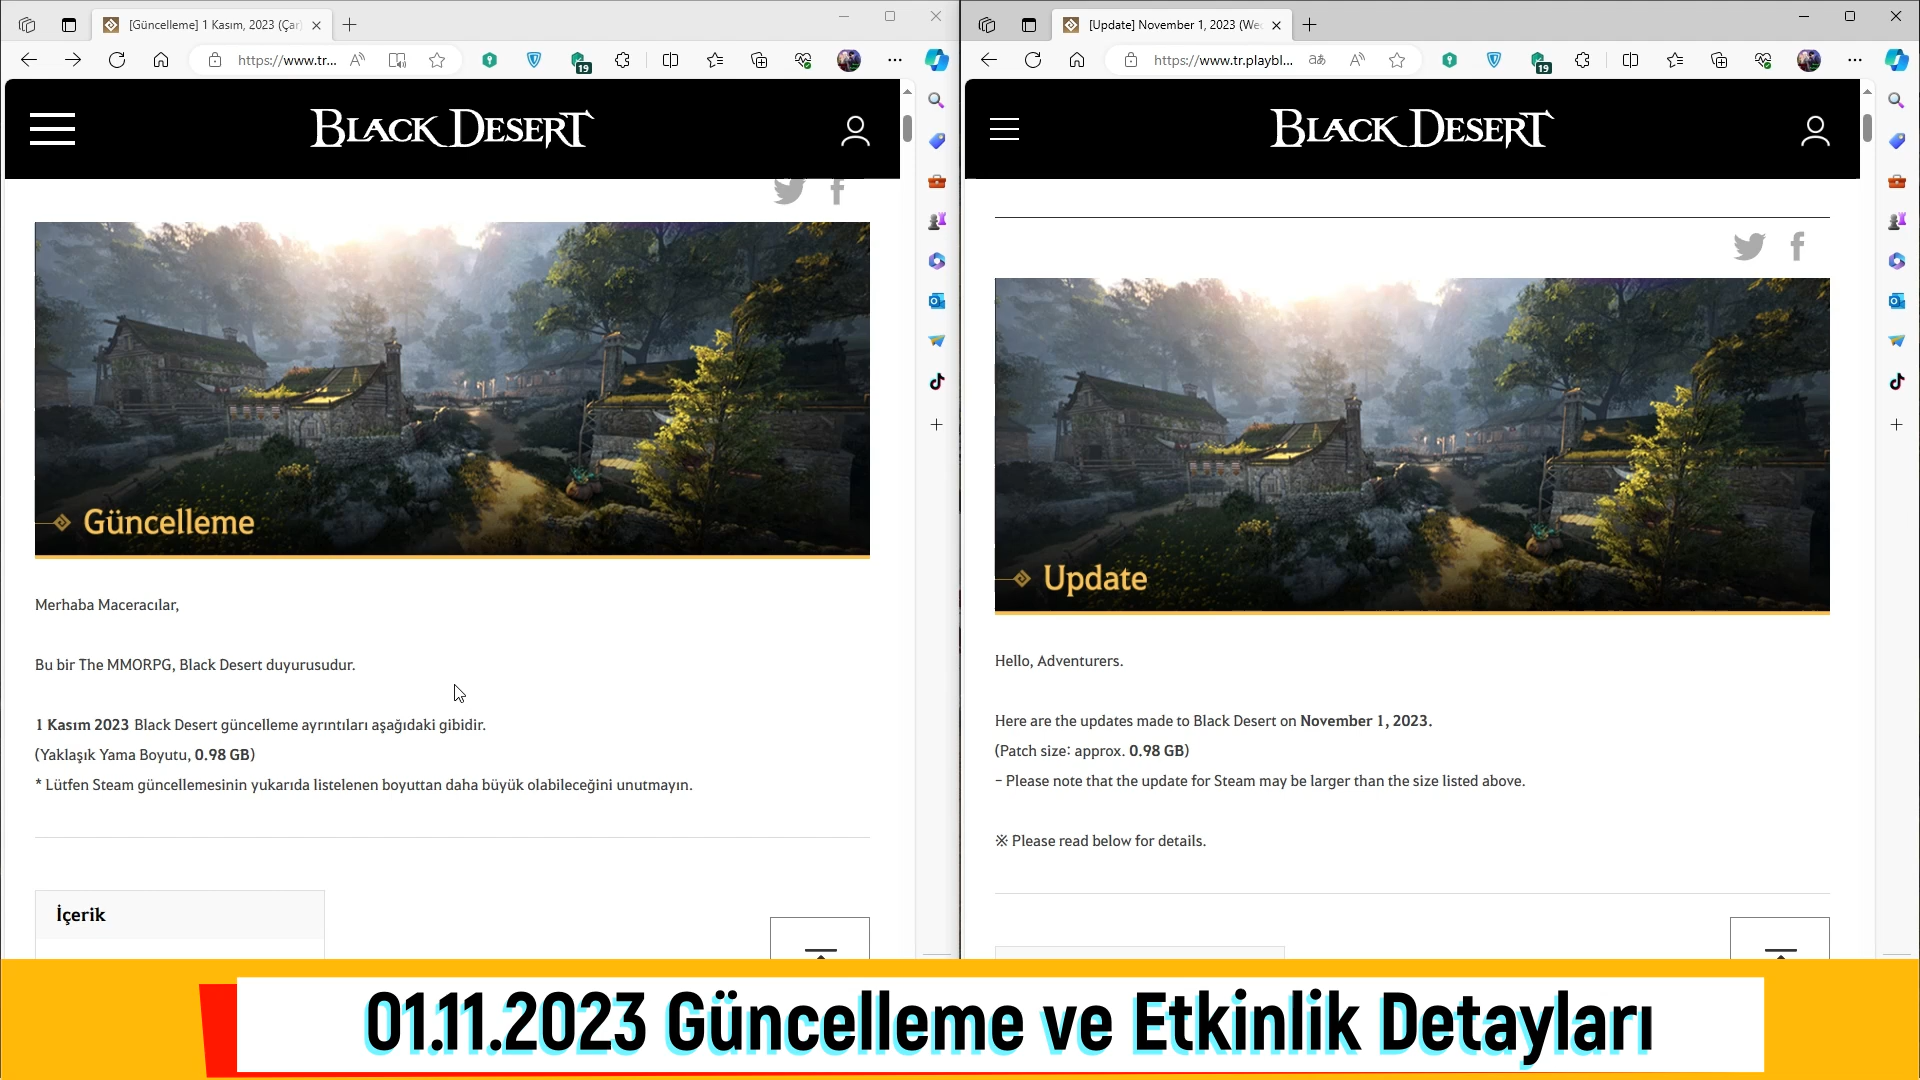 [Güncelleme] 1 Kasım, 2023 (Çar
https://www.tr...
19
BLACK DESERT
Güncelleme
Merhaba Maceracılar,
Bu bir The MMORPG, Black Desert duyurusudur.
1 Kasım 2023 Black Desert güncelleme ayrıntıları aşağıdaki gibidir.
(Yaklaşık Yama Boyutu, 0.98 GB)
* Lütfen Steam güncellemesinin yukarıda listelenen boyuttan daha büyük olabileceğini unutmayın.
İçerik
[Update] November 1, 2023 (We
https://www.tr.playbl...
aあ
19
BLACK DESERT
Update
Hello, Adventurers.
Here are the updates made to Black Desert on November 1, 2023.
(Patch size: approx. 0.98 GB)
- Please note that the update for Steam may be larger than the size listed above.
※ Please read below for details.
01.11.2023 Güncelleme ve Etkinlik Detayları